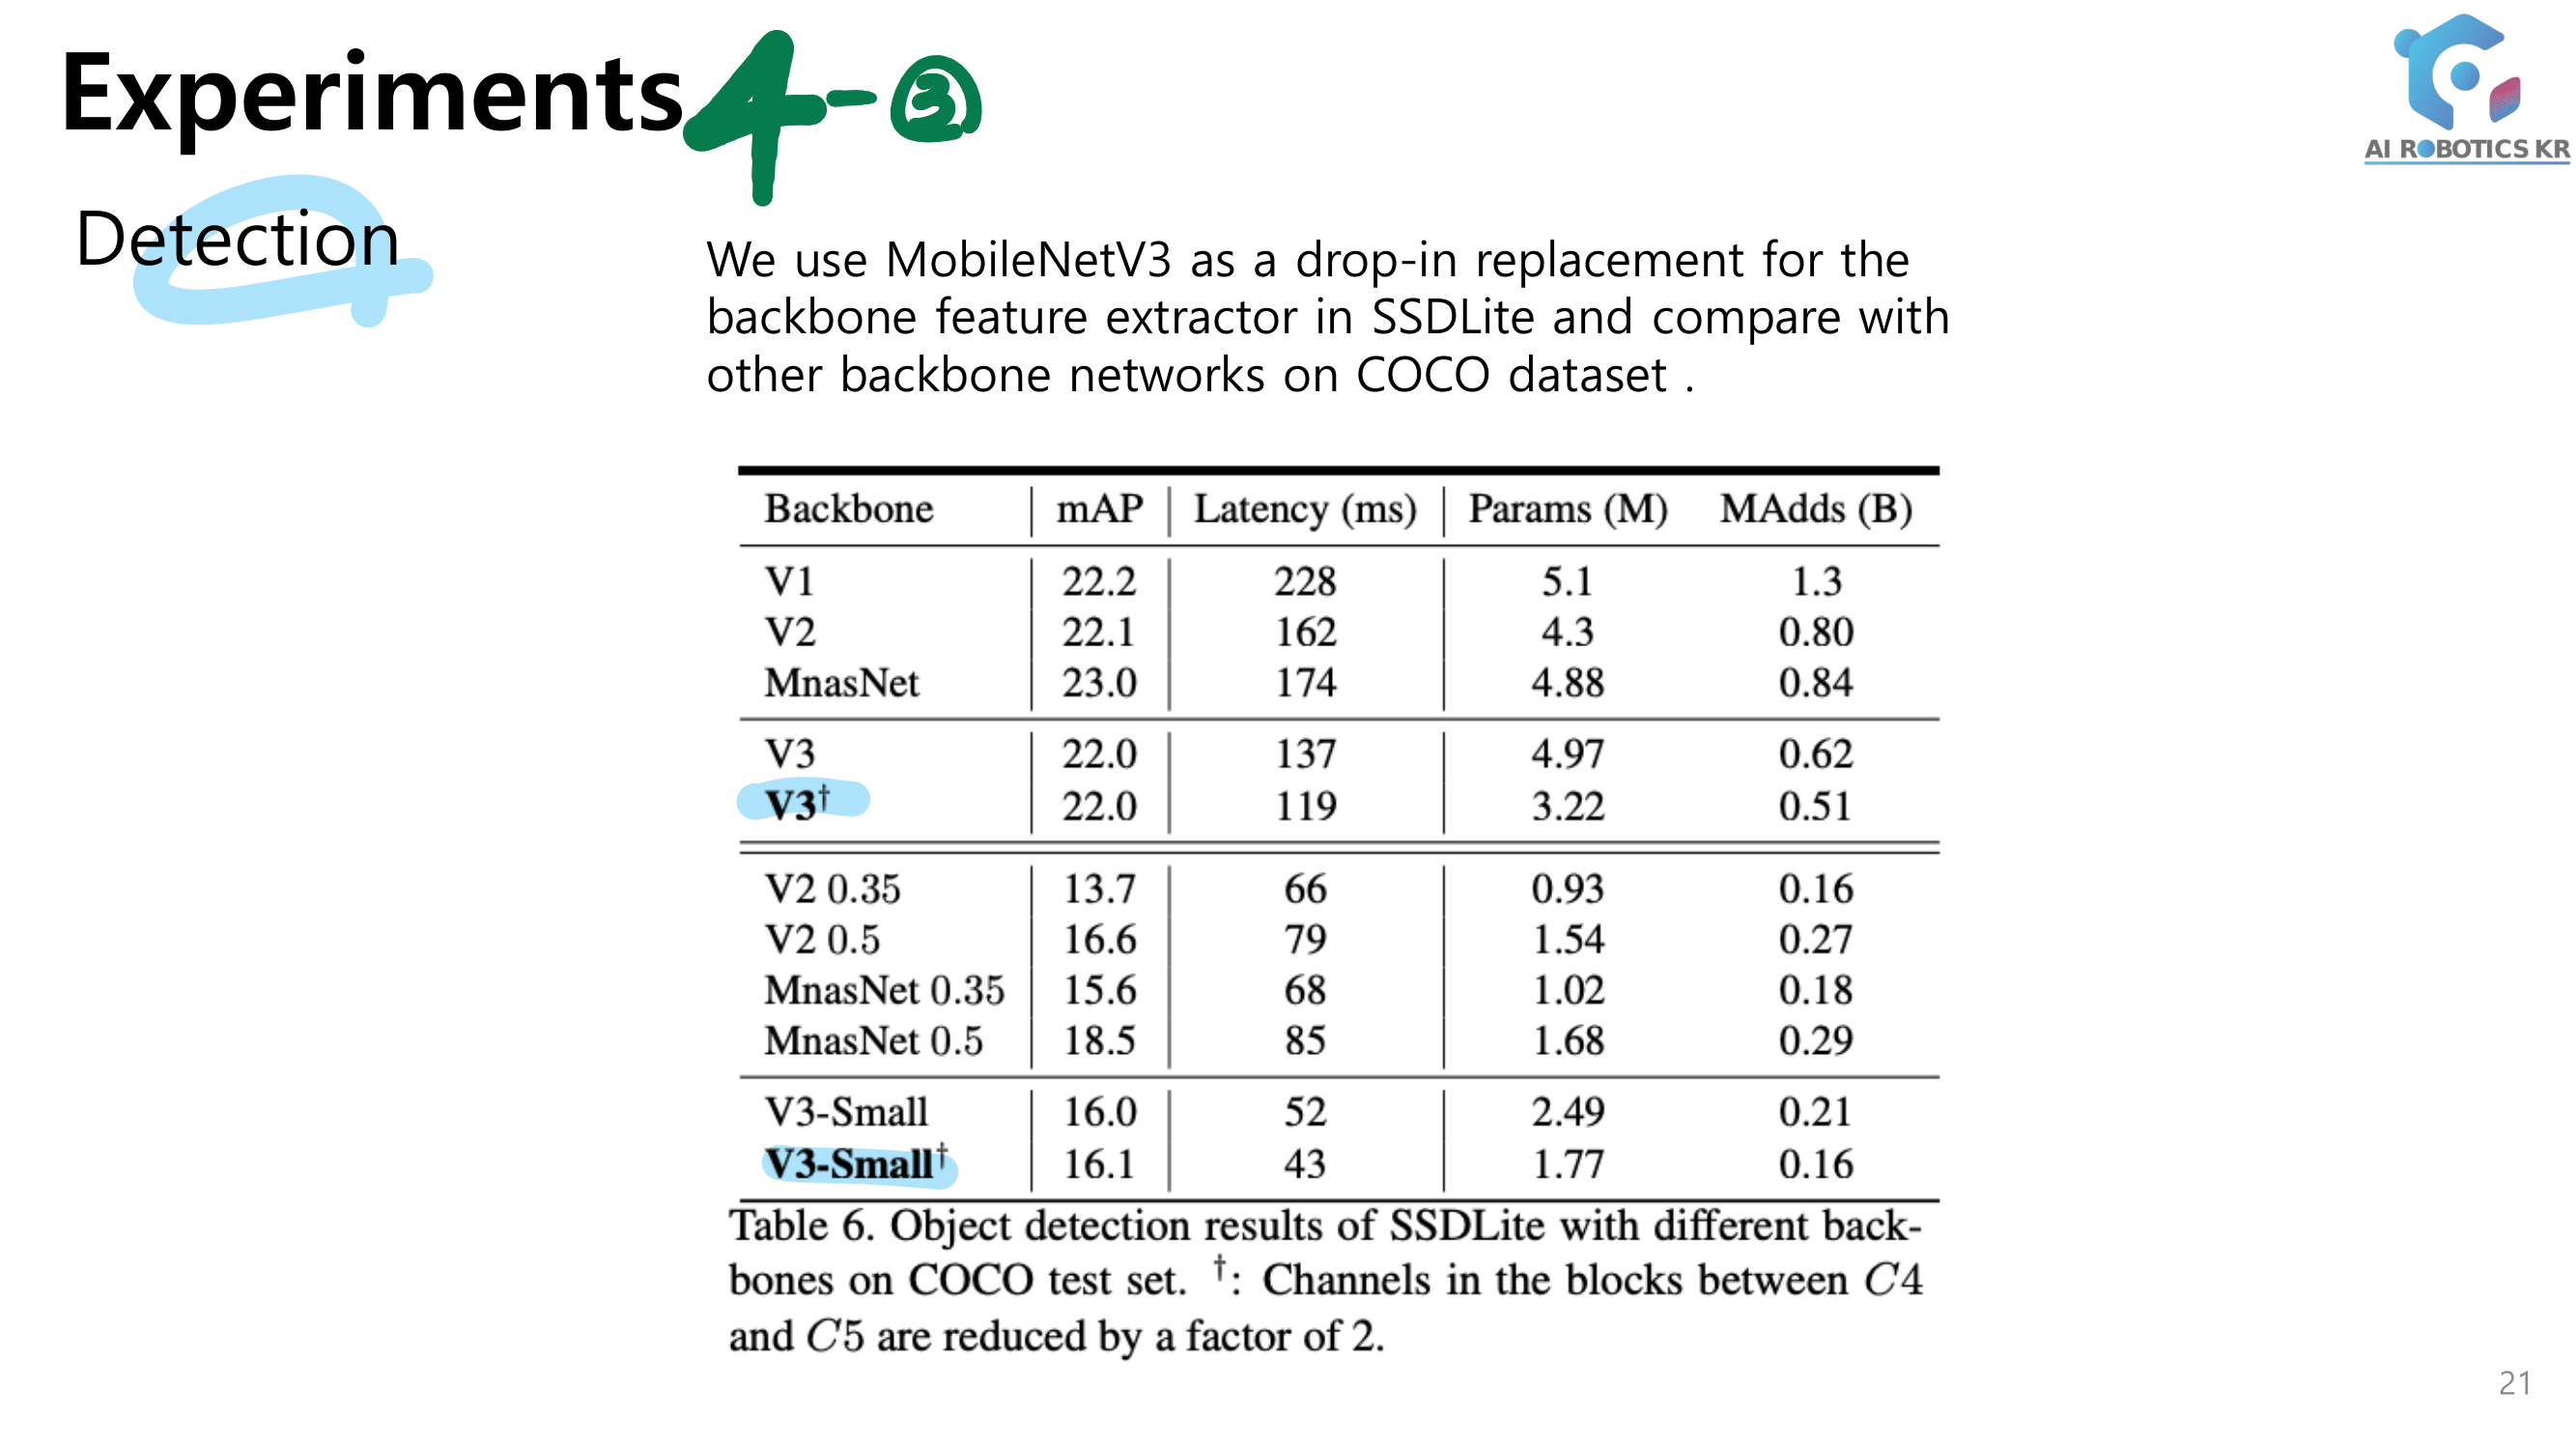 Experiments 4-③
AI ROBOTICS KR
Detection
We use MobileNetV3 as a drop-in replacement for the
backbone feature extractor in SSDLite and compare with
other backbone networks on COCO dataset .
Backbone mAP Latency (ms) Params (M) MAdds (B)
V1 22.2 228 5.1 1.3
V2 22.1 162 4.3 0.80
MnasNet 23.0 174 4.88 0.84
V3 22.0 137 4.97 0.62
V3† 22.0 119 3.22 0.51
V2 0.35 13.7 66 0.93 0.16
V2 0.5 16.6 79 1.54 0.27
MnasNet 0.35 15.6 68 1.02 0.18
MnasNet 0.5 18.5 85 1.68 0.29
V3-Small 16.0 52 2.49 0.21
V3-Small† 16.1 43 1.77 0.16
Table 6. Object detection results of SSDLite with different back-
bones on COCO test set. †: Channels in the blocks between C4
and C5 are reduced by a factor of 2.
21